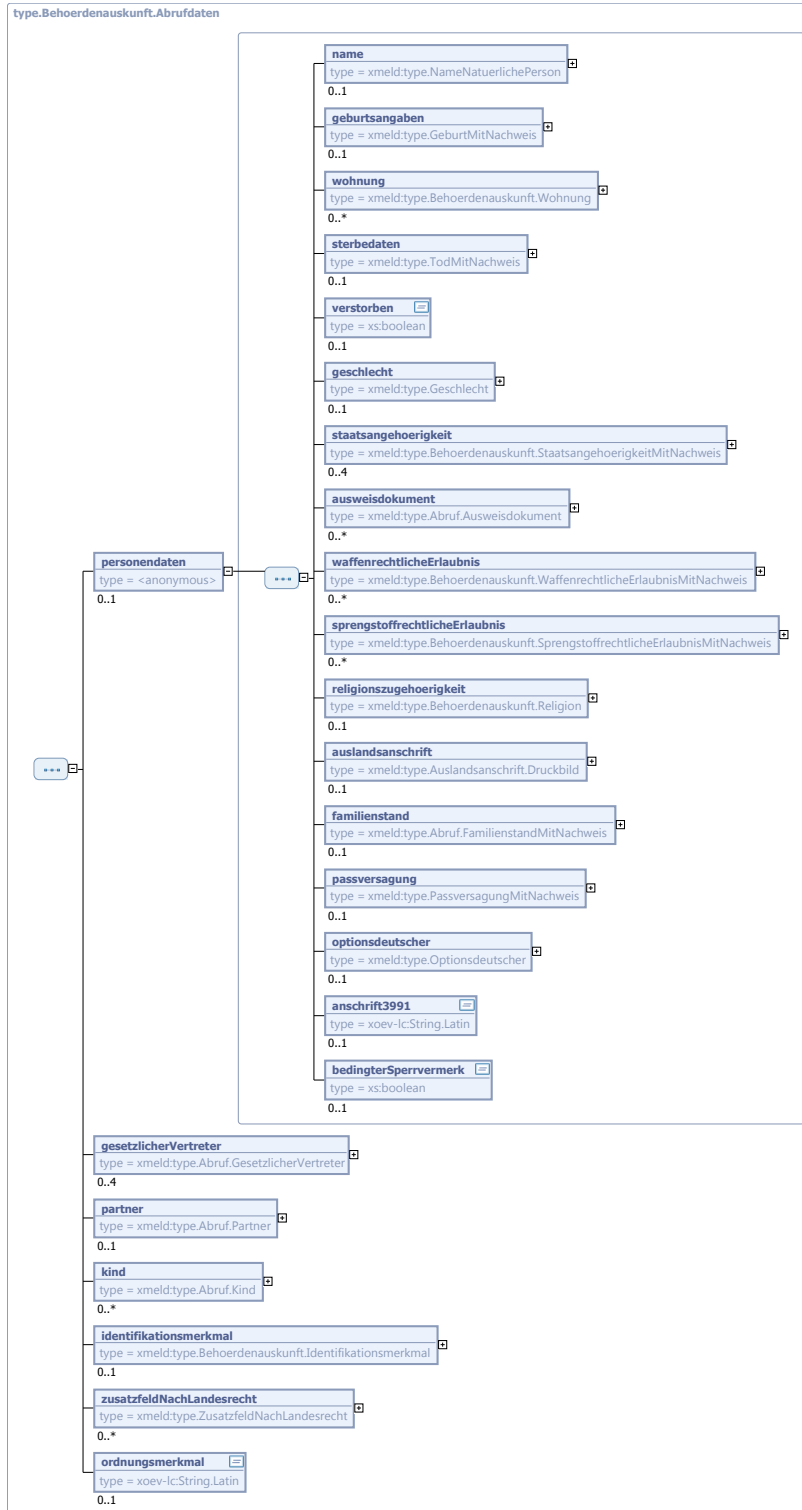 type.Behoerdenauskunft.Abrufdaten
name
type = xmeld:type.NameNatuerlichePerson
0..1
geburtsangaben
type = xmeld:type.GeburtMitNachweis
0..1
wohnung
type = xmeld:type.Behoerdenauskunft.Wohnung
0..*
sterbedaten
type = xmeld:type.TodMitNachweis
0..1
verstorben
type = xs:boolean
0..1
geschlecht
type = xmeld:type.Geschlecht
0..1
staatsangehoerigkeit
type = xmeld:type.Behoerdenauskunft.StaatsangehoerigkeitMitNachweis
0..4
ausweisdokument
type = xmeld:type.Abruf.Ausweisdokument
0..*
personendaten
type = <anonymous>
0..1
waffenrechtlicheErlaubnis
type = xmeld:type.Behoerdenauskunft.WaffenrechtlicheErlaubnisMitNachweis
0..*
sprengstoffrechtlicheErlaubnis
type = xmeld:type.Behoerdenauskunft.SprengstoffrechtlicheErlaubnisMitNachweis
0..*
religionszugehoerigkeit
type = xmeld:type.Behoerdenauskunft.Religion
0..1
auslandsanschrift
type = xmeld:type.Auslandsanschrift.Druckbild
0..1
familienstand
type = xmeld:type.Abruf.FamilienstandMitNachweis
0..1
passversagung
type = xmeld:type.PassversagungMitNachweis
0..1
optionsdeutscher
type = xmeld:type.Optionsdeutscher
0..1
anschrift3991
type = xoev-lc:String.Latin
0..1
bedingterSperrvermerk
type = xs:boolean
0..1
gesetzlicherVertreter
type = xmeld:type.Abruf.GesetzlicherVertreter
0..4
partner
type = xmeld:type.Abruf.Partner
0..1
kind
type = xmeld:type.Abruf.Kind
0..*
identifikationsmerkmal
type = xmeld:type.Behoerdenauskunft.Identifikationsmerkmal
0..1
zusatzfeldNachLandesrecht
type = xmeld:type.ZusatzfeldNachLandesrecht
0..*
ordnungsmerkmal
type = xoev-lc:String.Latin
0..1